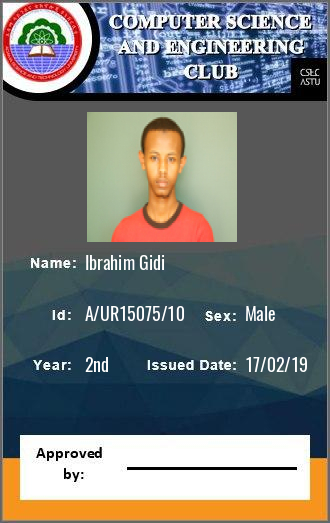 COMPUTER SCIENCE
AND ENGINEERING
CLUB
CSEC
ASTU
Name: Ibrahim Gidi
Id: A/UR15075/10 Sex: Male
Year: 2nd Issued Date: 17/02/19
Approved
by: